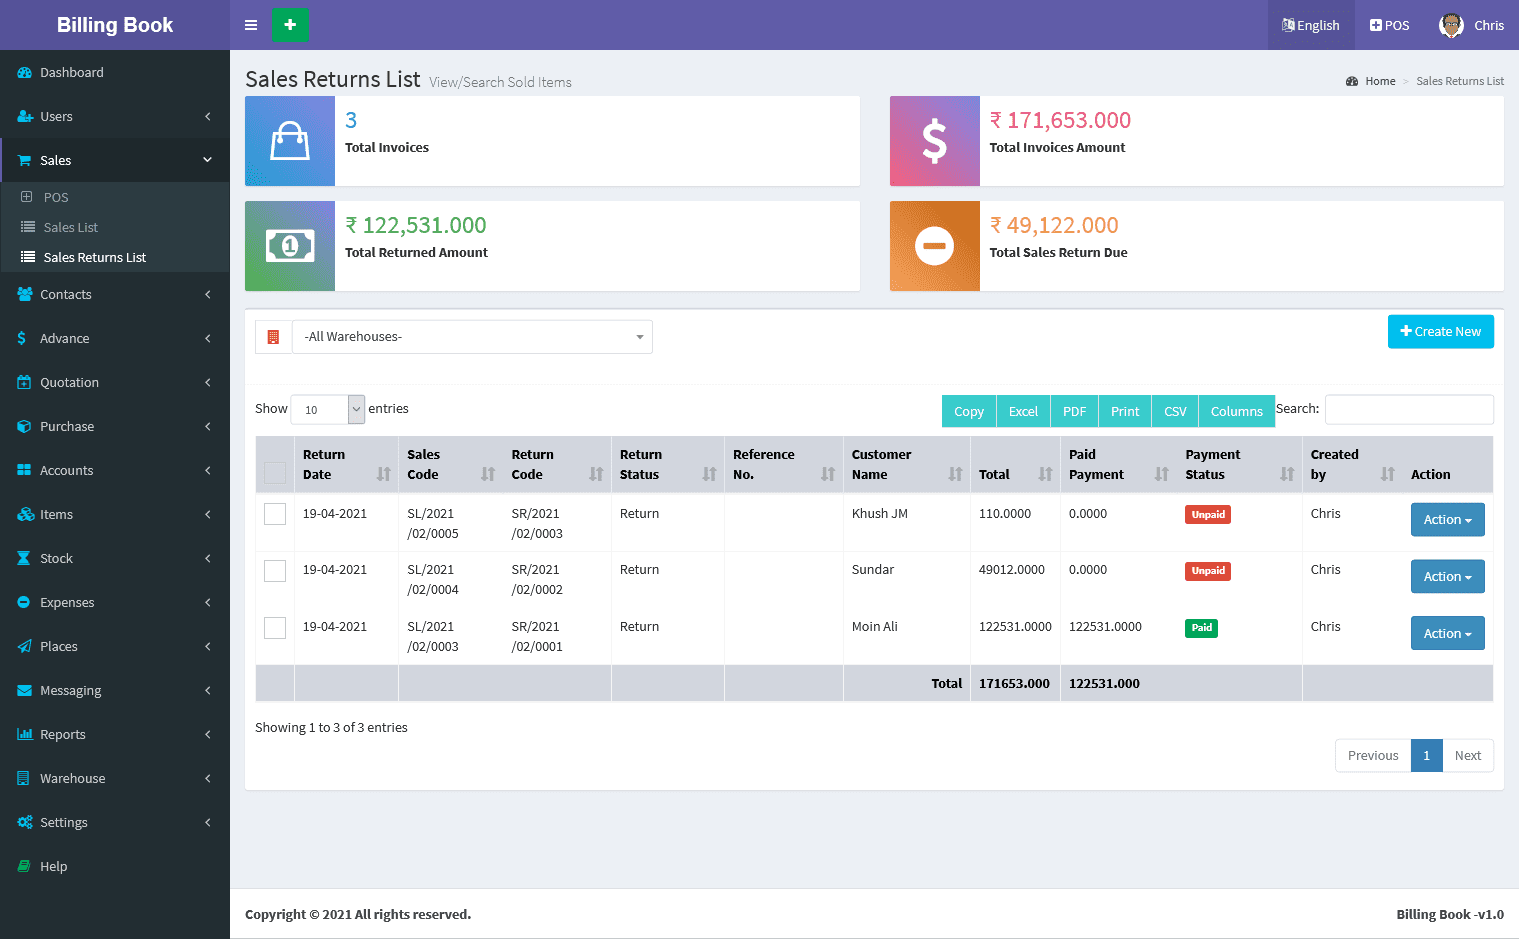 Billing Book
English
POS
Chris
Dashboard
Users
Sales
POS
Sales List
Sales Returns List
Contacts
Advance
Quotation
Purchase
Accounts
Items
Stock
Expenses
Places
Messaging
Reports
Warehouse
Settings
Help
Sales Returns List View/Search Sold Items
Home > Sales Returns List
3
Total Invoices
₹ 171,653.000
Total Invoices Amount
₹ 122,531.000
Total Returned Amount
₹ 49,122.000
Total Sales Return Due
-All Warehouses-
Create New
Show 10 entries
Copy Excel PDF Print CSV Columns Search:
Return Date Sales Code Return Code Return Status Reference No. Customer Name Total Paid Payment Payment Status Created by Action
19-04-2021 SL/2021/02/0005 SR/2021/02/0003 Return Khush JM 110.0000 0.0000 Unpaid Chris Action
19-04-2021 SL/2021/02/0004 SR/2021/02/0002 Return Sundar 49012.0000 0.0000 Unpaid Chris Action
19-04-2021 SL/2021/02/0003 SR/2021/02/0001 Return Moin Ali 122531.0000 122531.0000 Paid Chris Action
Total 171653.000 122531.000
Showing 1 to 3 of 3 entries
Previous 1 Next
Copyright © 2021 All rights reserved.
Billing Book -v1.0